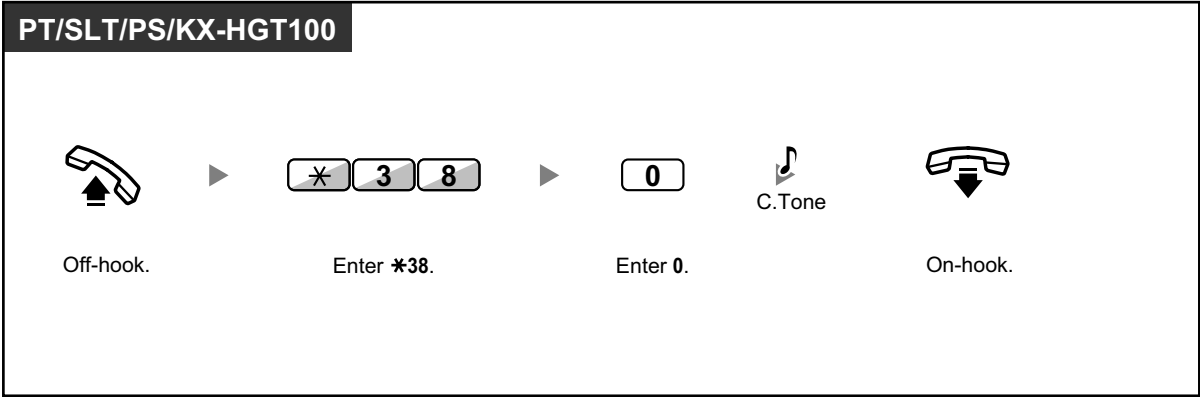 PT/SLT/PS/KX-HGT100
* 3 8 0
C.Tone
Off-hook. Enter *38. Enter 0. On-hook.